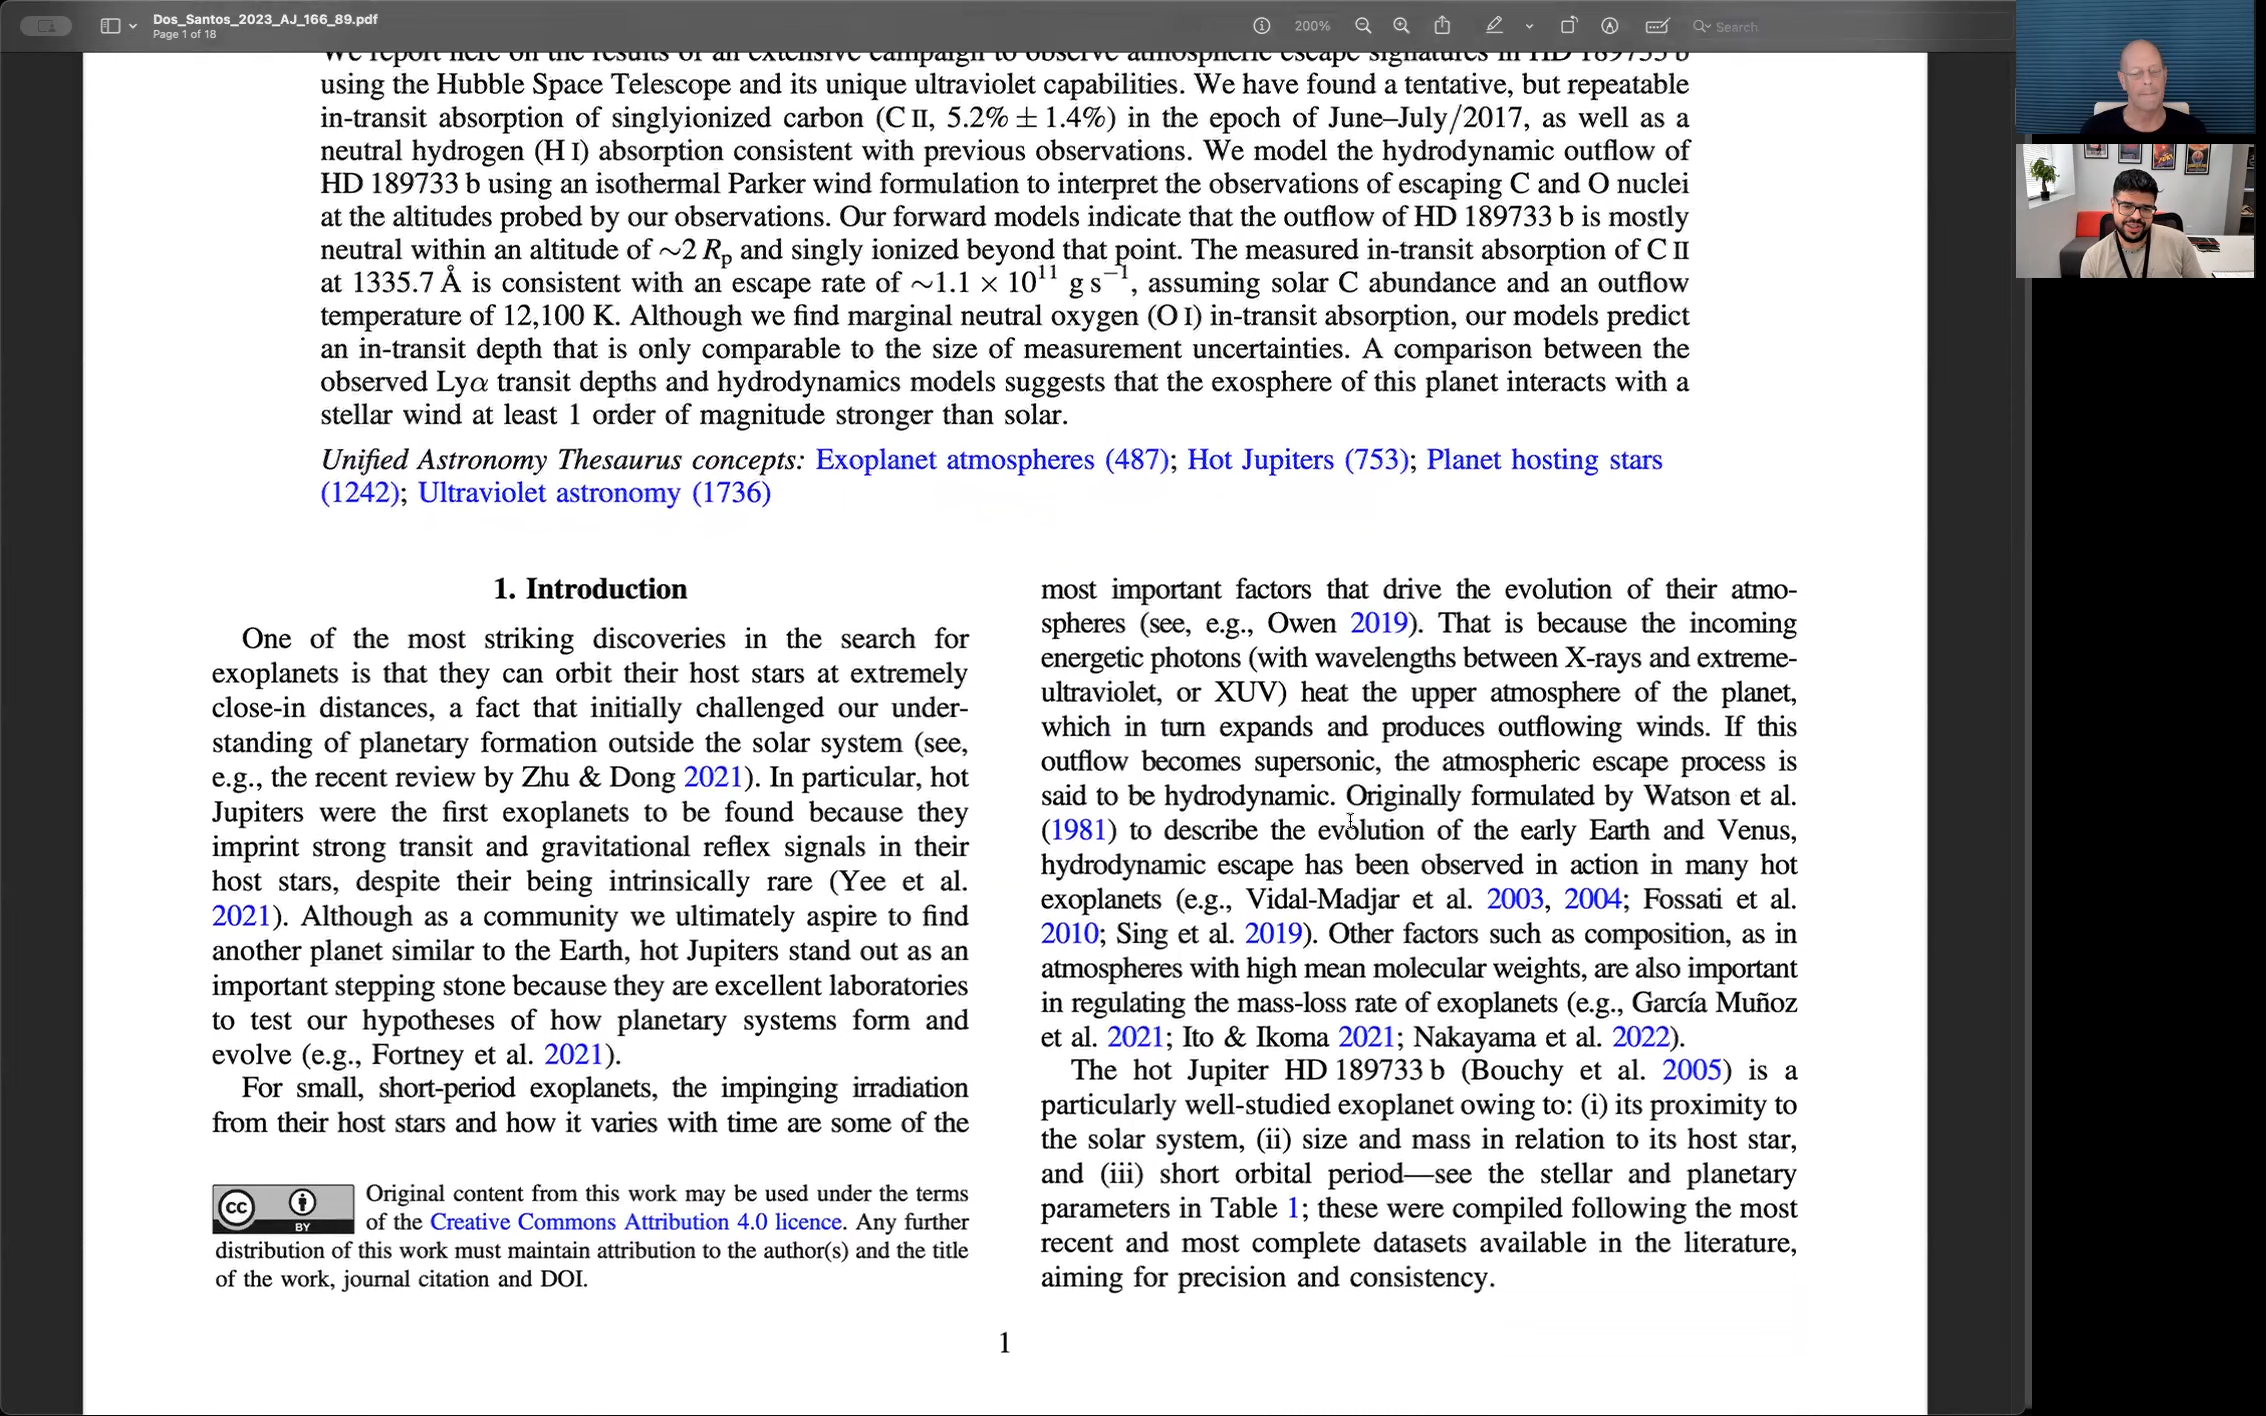 Dos_Santos_2023_AJ_166_89.pdf
Page 1 of 18
200%
Search
We report here on the results of an extensive campaign to observe atmospheric escape signatures in HD 189733 b
using the Hubble Space Telescope and its unique ultraviolet capabilities. We have found a tentative, but repeatable
in-transit absorption of singlyionized carbon (C II, 5.2% ± 1.4%) in the epoch of June–July/2017, as well as a
neutral hydrogen (H I) absorption consistent with previous observations. We model the hydrodynamic outflow of
HD 189733 b using an isothermal Parker wind formulation to interpret the observations of escaping C and O nuclei
at the altitudes probed by our observations. Our forward models indicate that the outflow of HD 189733 b is mostly
neutral within an altitude of ∼2 Rp and singly ionized beyond that point. The measured in-transit absorption of C II
at 1335.7 Å is consistent with an escape rate of ∼1.1 × 10¹¹ g s⁻¹, assuming solar C abundance and an outflow
temperature of 12,100 K. Although we find marginal neutral oxygen (O I) in-transit absorption, our models predict
an in-transit depth that is only comparable to the size of measurement uncertainties. A comparison between the
observed Lyα transit depths and hydrodynamics models suggests that the exosphere of this planet interacts with a
stellar wind at least 1 order of magnitude stronger than solar.
Unified Astronomy Thesaurus concepts: Exoplanet atmospheres (487); Hot Jupiters (753); Planet hosting stars
(1242); Ultraviolet astronomy (1736)
1. Introduction
One of the most striking discoveries in the search for
exoplanets is that they can orbit their host stars at extremely
close-in distances, a fact that initially challenged our under-
standing of planetary formation outside the solar system (see,
e.g., the recent review by Zhu & Dong 2021). In particular, hot
Jupiters were the first exoplanets to be found because they
imprint strong transit and gravitational reflex signals in their
host stars, despite their being intrinsically rare (Yee et al.
2021). Although as a community we ultimately aspire to find
another planet similar to the Earth, hot Jupiters stand out as an
important stepping stone because they are excellent laboratories
to test our hypotheses of how planetary systems form and
evolve (e.g., Fortney et al. 2021).
For small, short-period exoplanets, the impinging irradiation
from their host stars and how it varies with time are some of the
cc BY
Original content from this work may be used under the terms
of the Creative Commons Attribution 4.0 licence. Any further
distribution of this work must maintain attribution to the author(s) and the title
of the work, journal citation and DOI.
most important factors that drive the evolution of their atmo-
spheres (see, e.g., Owen 2019). That is because the incoming
energetic photons (with wavelengths between X-rays and extreme-
ultraviolet, or XUV) heat the upper atmosphere of the planet,
which in turn expands and produces outflowing winds. If this
outflow becomes supersonic, the atmospheric escape process is
said to be hydrodynamic. Originally formulated by Watson et al.
(1981) to describe the evolution of the early Earth and Venus,
hydrodynamic escape has been observed in action in many hot
exoplanets (e.g., Vidal-Madjar et al. 2003, 2004; Fossati et al.
2010; Sing et al. 2019). Other factors such as composition, as in
atmospheres with high mean molecular weights, are also important
in regulating the mass-loss rate of exoplanets (e.g., García Muñoz
et al. 2021; Ito & Ikoma 2021; Nakayama et al. 2022).
The hot Jupiter HD 189733 b (Bouchy et al. 2005) is a
particularly well-studied exoplanet owing to: (i) its proximity to
the solar system, (ii) size and mass in relation to its host star,
and (iii) short orbital period—see the stellar and planetary
parameters in Table 1; these were compiled following the most
recent and most complete datasets available in the literature,
aiming for precision and consistency.
1